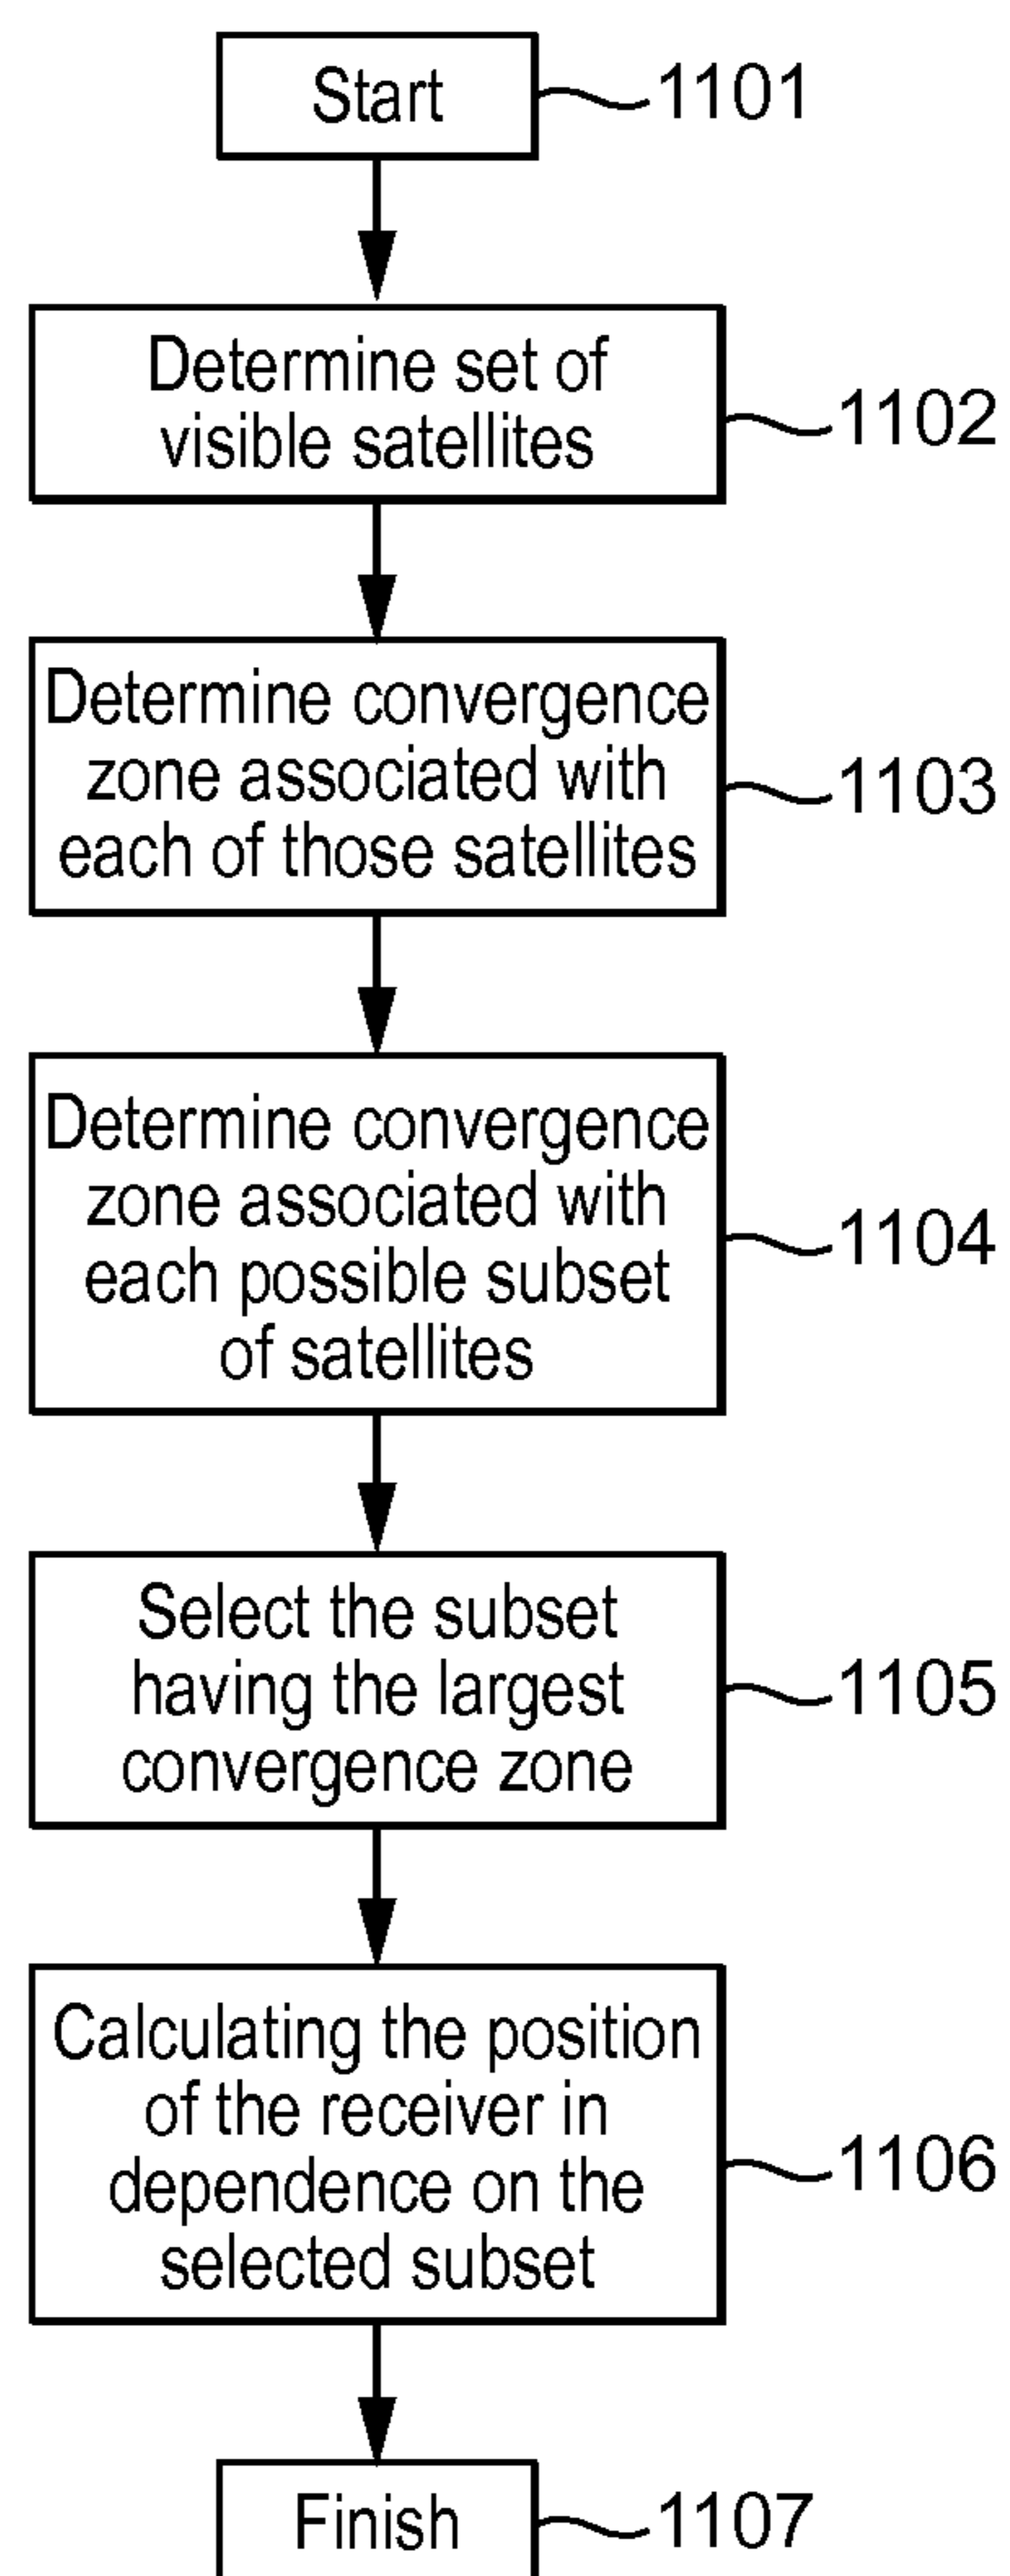 Start
1101
Determine set of
visible satellites
1102
Determine convergence
zone associated with
each of those satellites
1103
Determine convergence
zone associated with
each possible subset
of satellites
1104
Select the subset
having the largest
convergence zone
1105
Calculating the position
of the receiver in
dependence on the
selected subset
1106
Finish
1107